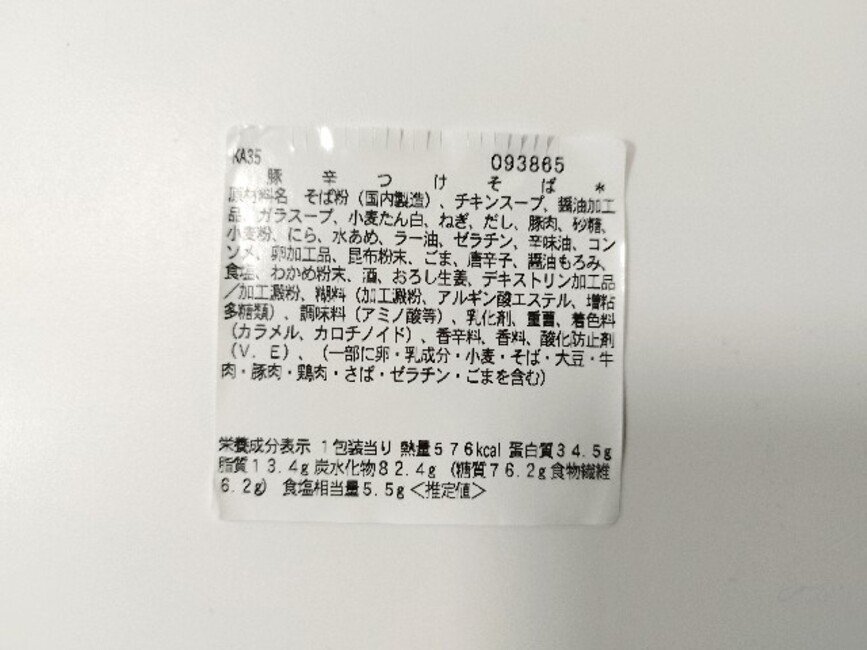 KA35 093865
豚辛つけそば *
原材料名 そば粉（国内製造）、チキンスープ、醤油加工
品、ガラスープ、小麦たん白、ねぎ、だし、豚肉、砂糖、
小麦粉、にら、水あめ、ラー油、ゼラチン、辛味油、コン
ソメ、卵加工品、昆布粉末、ごま、唐辛子、醤油もろみ、
食塩、わかめ粉末、酒、おろし生姜、デキストリン加工品
／加工澱粉、糊料（加工澱粉、アルギン酸エステル、増粘
多糖類）、調味料（アミノ酸等）、乳化剤、重曹、着色料
（カラメル、カロチノイド）、香辛料、香料、酸化防止剤
（Ｖ．Ｅ）、（一部に卵・乳成分・小麦・そば・大豆・牛
肉・豚肉・鶏肉・さば・ゼラチン・ごまを含む）
栄養成分表示 １包装当り 熱量５７６kcal 蛋白質３４.５g
脂質１３.４g 炭水化物８２.４g （糖質７６.２g 食物繊維
６.２g） 食塩相当量５.５g＜推定値＞